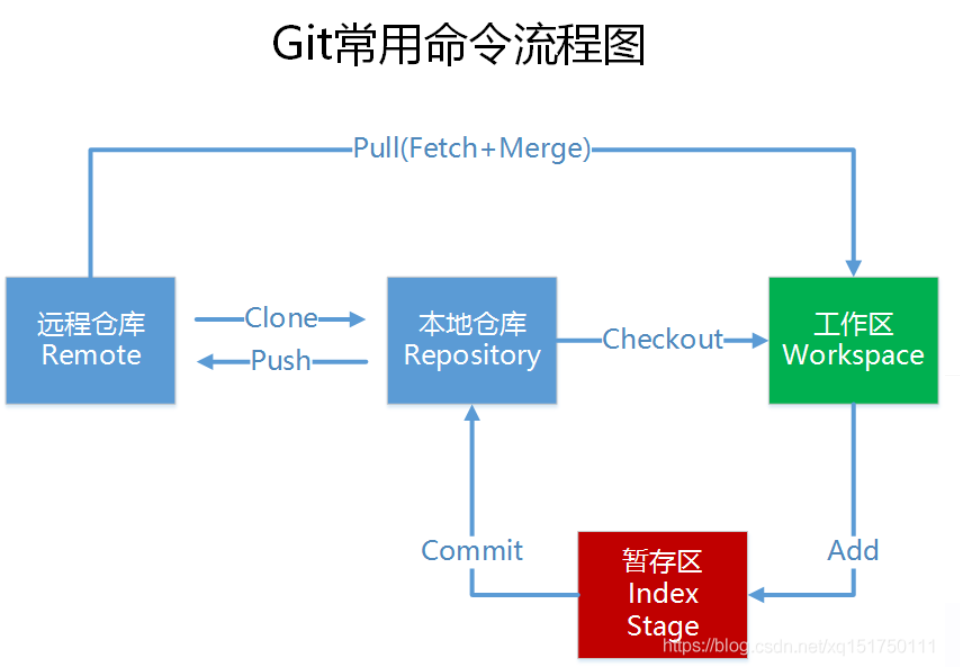 Git常用命令流程图
Pull(Fetch+Merge)
远程仓库
Remote
Clone
Push
本地仓库
Repository
Checkout
工作区
Workspace
Commit
暂存区
Index
Stage
Add
https://blog.csdn.net/xq151750111